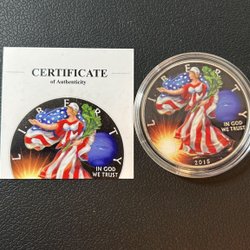 CERTIFICATE
of Authenticity
LIBERTY
IN GOD
WE TRUST
LIBERTY
IN GOD
WE TRUST
2015